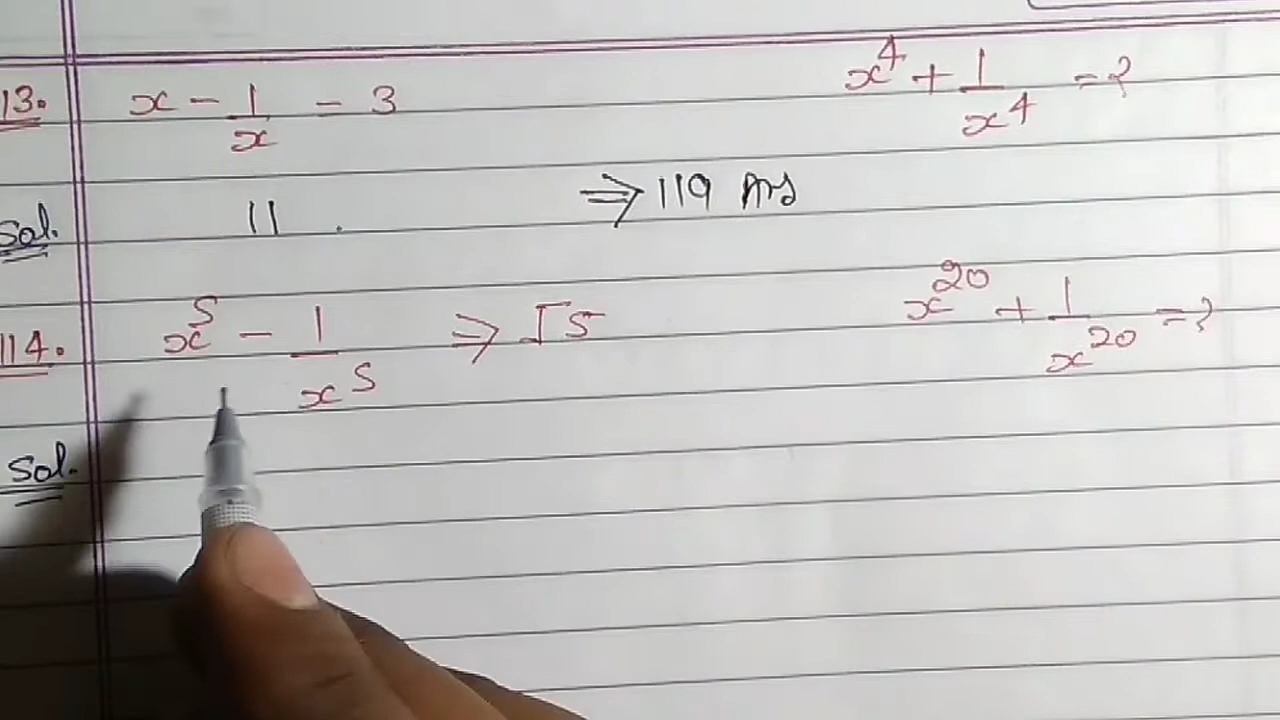 13. x - 1/x = 3 x⁴ + 1/x⁴ = ?
Sol. 11 . ⇒ 119 Ans
114. x⁵ - 1/x⁵ ⇒ √5 x²⁰ + 1/x²⁰ = ?
Sol.